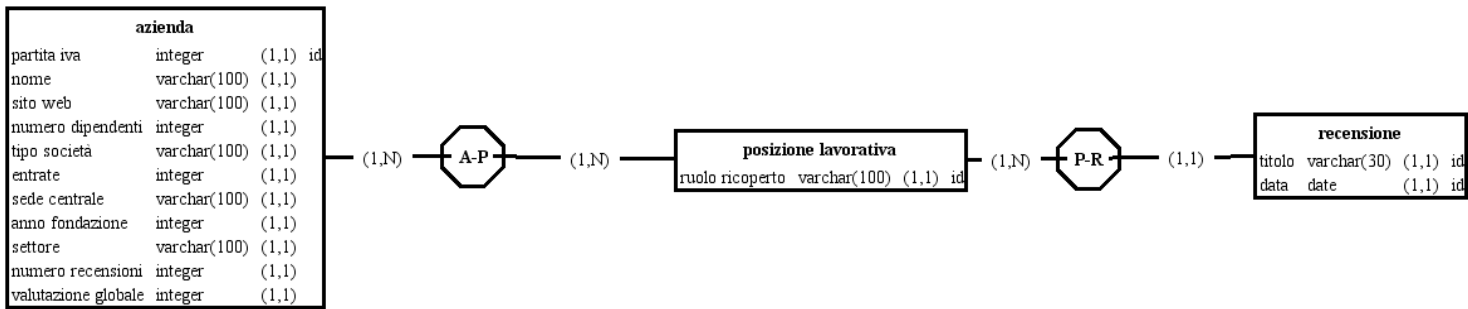 azienda
partita iva integer (1,1) id
nome varchar(100) (1,1)
sito web varchar(100) (1,1)
numero dipendenti integer (1,1)
tipo società varchar(100) (1,1)
entrate integer (1,1)
sede centrale varchar(100) (1,1)
anno fondazione integer (1,1)
settore varchar(100) (1,1)
numero recensioni integer (1,1)
valutazione globale integer (1,1)
(1,N)
A-P
(1,N)
posizione lavorativa
ruolo ricoperto varchar(100) (1,1) id
(1,N)
P-R
(1,1)
recensione
titolo varchar(30) (1,1) id
data date (1,1) id